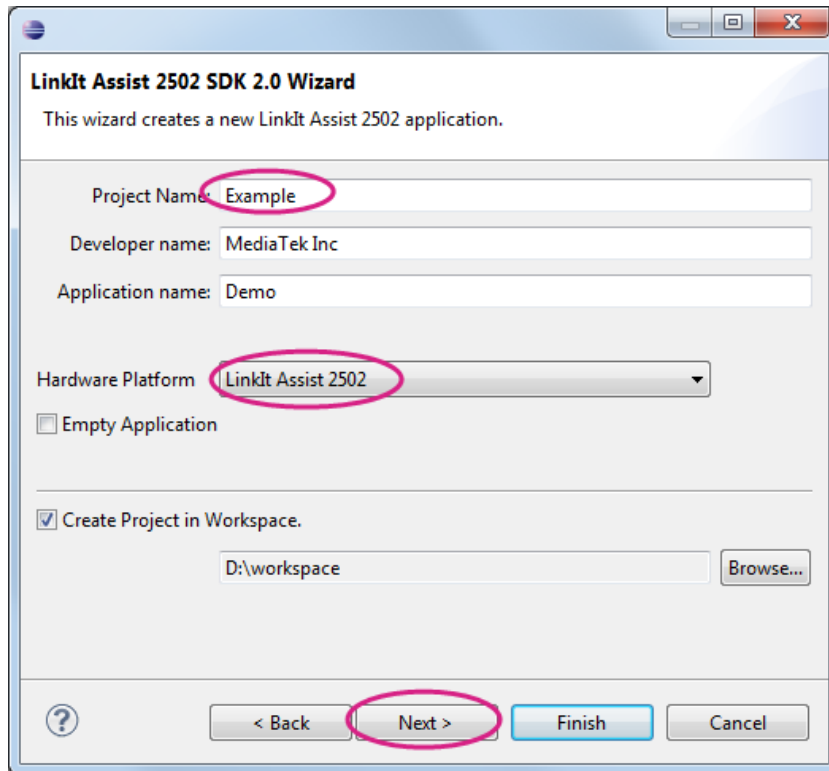 LinkIt Assist 2502 SDK 2.0 Wizard
This wizard creates a new LinkIt Assist 2502 application.
Project Name: Example
Developer name: MediaTek Inc
Application name: Demo
Hardware Platform LinkIt Assist 2502
Empty Application
Create Project in Workspace.
D:\workspace Browse...
? < Back Next > Finish Cancel